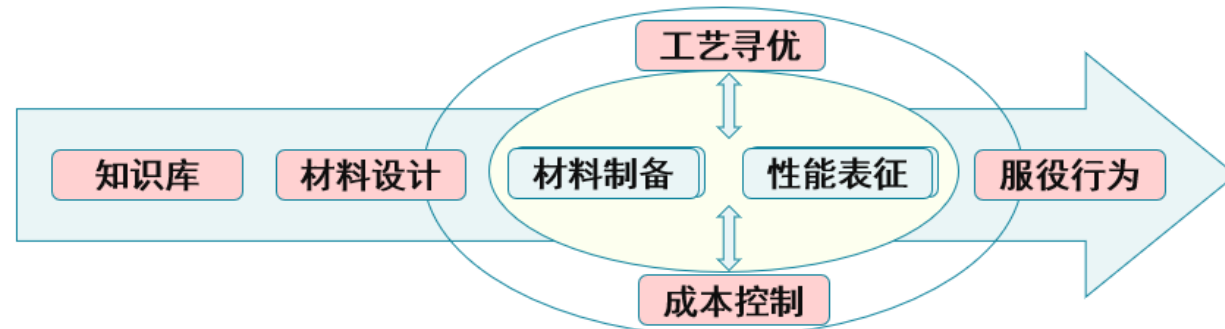 工艺寻优
知识库
材料设计
材料制备
性能表征
服役行为
成本控制